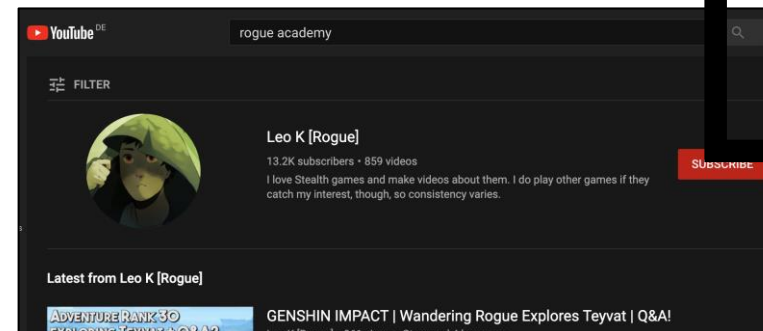 YouTube DE
rogue academy
FILTER
Leo K [Rogue]
13.2K subscribers • 859 videos
I love Stealth games and make videos about them. I do play other games if they
catch my interest, though, so consistency varies.
SUBSCRIBE
Latest from Leo K [Rogue]
ADVENTURE RANK 30
GENSHIN IMPACT | Wandering Rogue Explores Teyvat | Q&A!